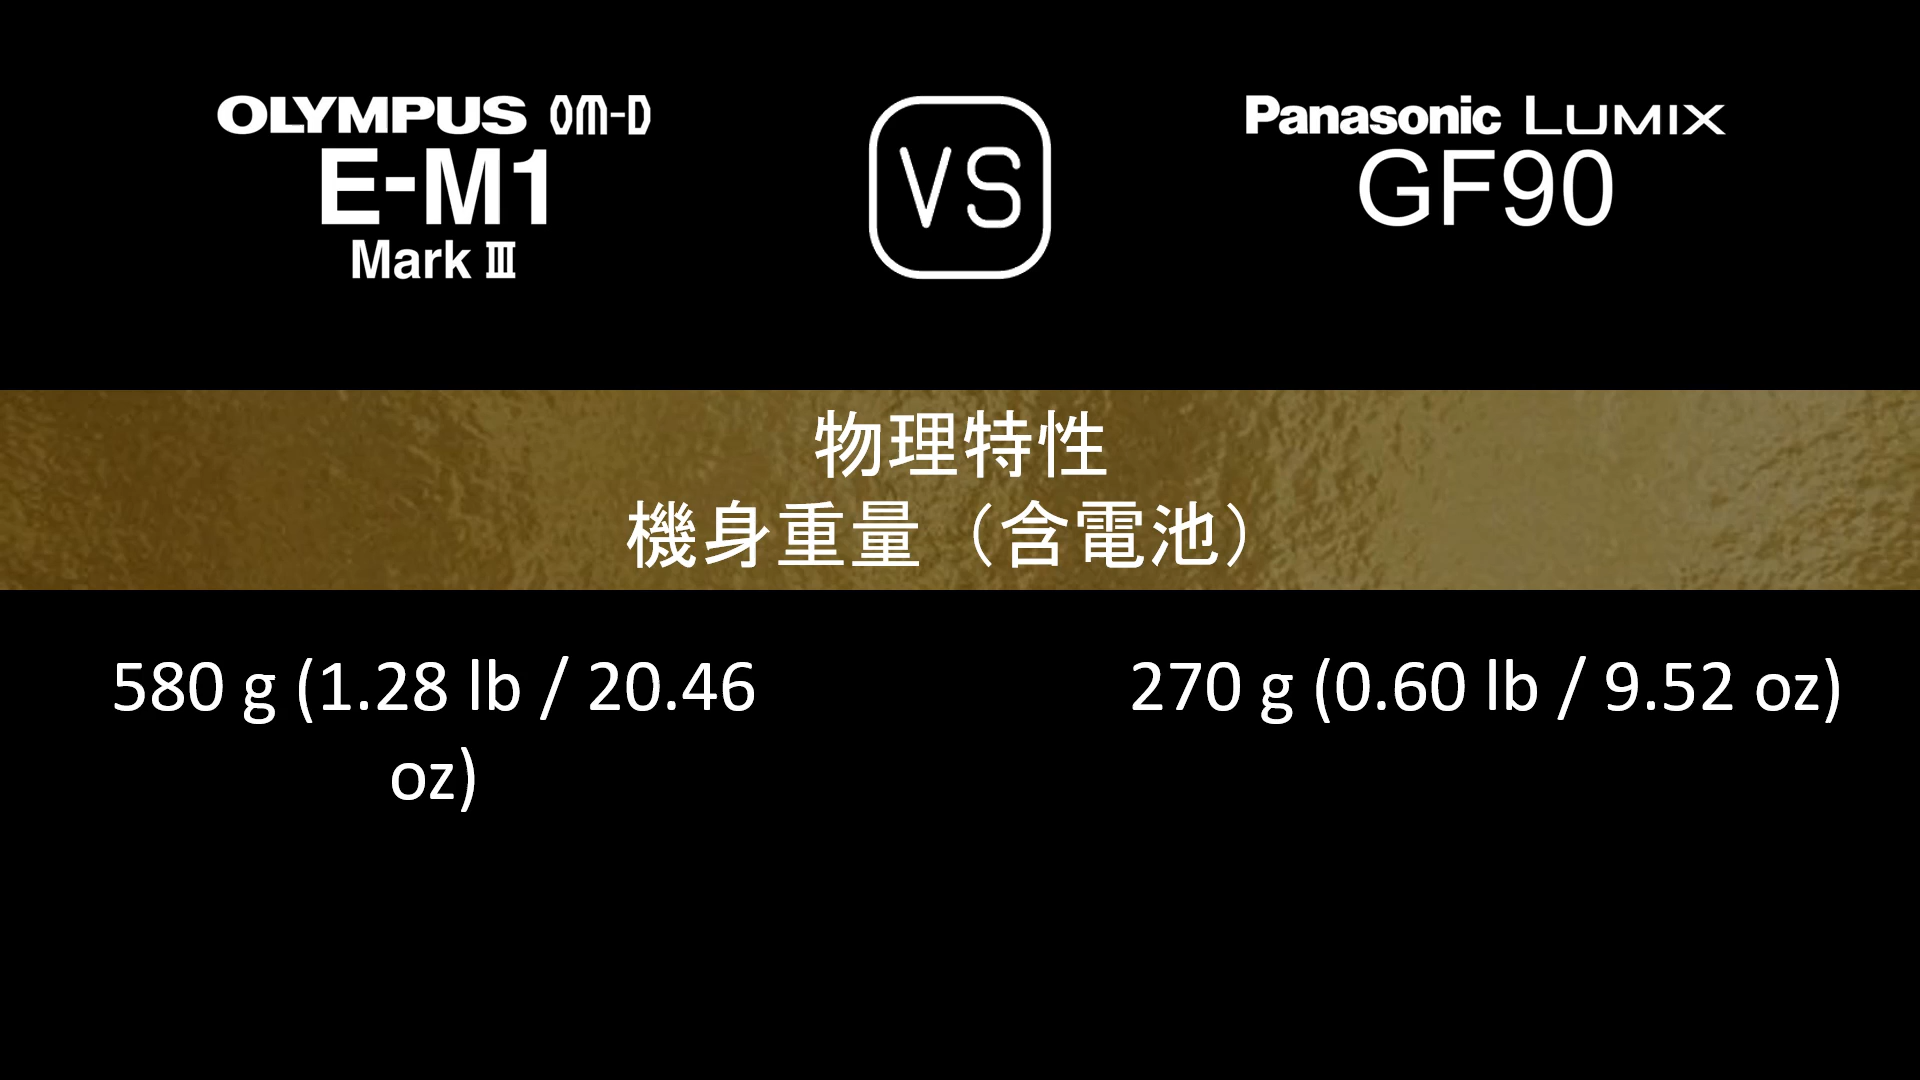 OLYMPUS OM-D
E-M1
Mark III
VS
Panasonic LUMIX
GF90
物理特性
機身重量（含電池）
580 g (1.28 lb / 20.46
oz)
270 g (0.60 lb / 9.52 oz)